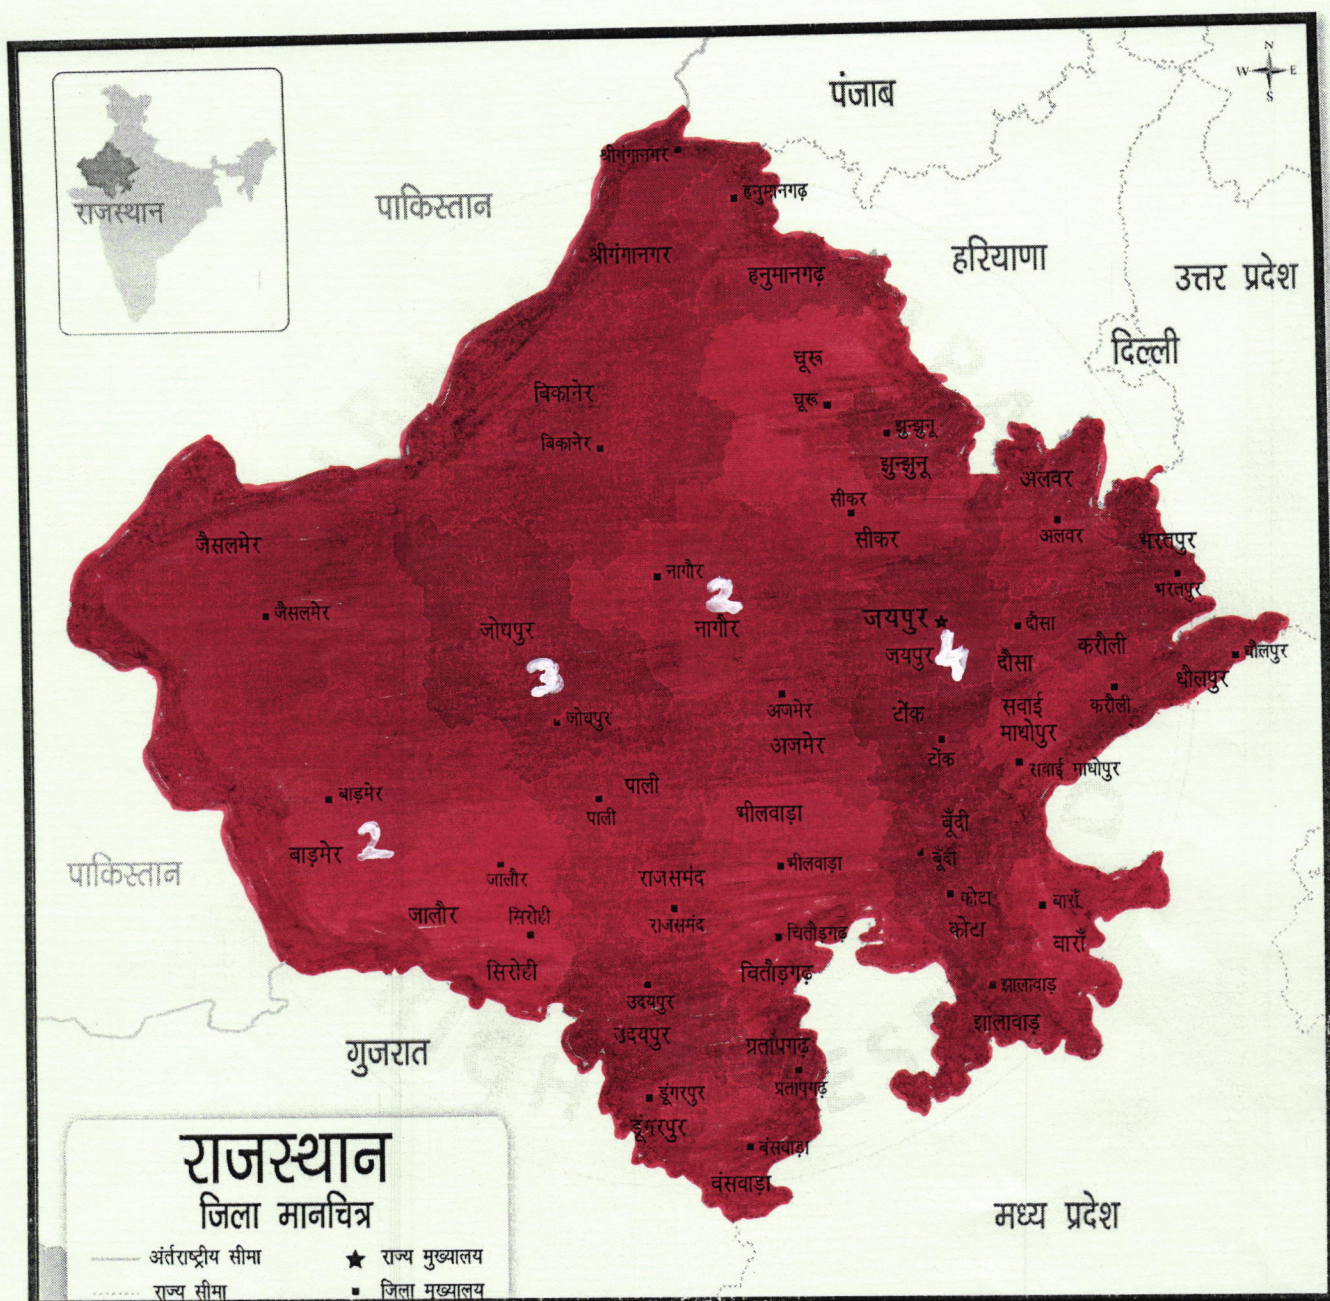 N
W E
S
पंजाब
श्रीगंगानगर
हनुमानगढ़
पाकिस्तान
राजस्थान
श्रीगंगानगर
हरियाणा
हनुमानगढ़
उत्तर प्रदेश
दिल्ली
चूरू
बिकानेर
चूरू
झुन्झुनू
बिकानेर
झुन्झुनू
अलवर
सीकर
जैसलमेर
सीकर
अलवर
भरतपुर
नागौर
भरतपुर
2
जैसलमेर
जोधपुर
नागौर
जयपुर
दौसा
जयपुर
4
दौसा
करौली
धौलपुर
3
धौलपुर
जोधपुर
अजमेर
टोंक
सवाई
माधोपुर
करौली
अजमेर
टोंक
सवाई माधोपुर
पाली
बाड़मेर
पाली
भीलवाड़ा
बूँदी
बाड़मेर 2
बूँदी
पाकिस्तान
जालौर
राजसमंद
भीलवाड़ा
कोटा
बाराँ
जालौर
सिरोही
राजसमंद
चितौड़गढ़
कोटा
वाराँ
सिरोही
चितौड़गढ़
झालावाड़
उदयपुर
झालावाड़
उदयपुर
गुजरात
प्रतापगढ़
प्रतापगढ़
डूंगरपुर
डूंगरपुर
बंसवाड़ा
वंसवाड़ा
राजस्थान
जिला मानचित्र
मध्य प्रदेश
अंर्तराष्ट्रीय सीमा
राज्य मुख्यालय
राज्य सीमा
जिला मुख्यालय